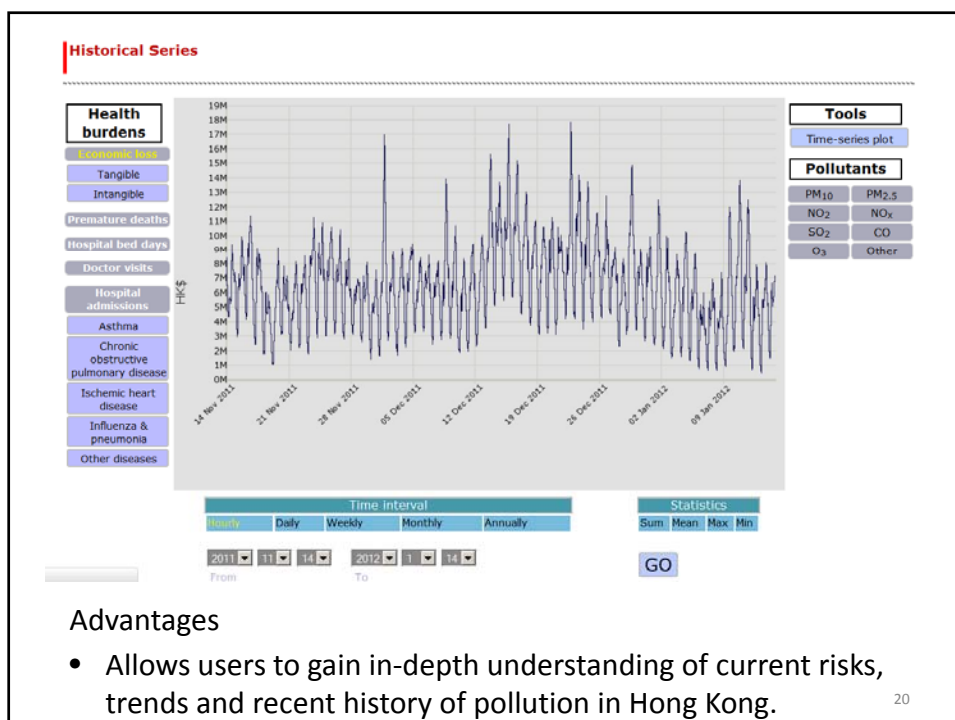 Historical Series
Health
burdens
Economic loss
Tangible
Intangible
Premature deaths
Hospital bed days
Doctor visits
Hospital
admissions
Asthma
Chronic
obstructive
pulmonary disease
Ischemic heart
disease
Influenza &
pneumonia
Other diseases
19M
18M
17M
16M
15M
14M
13M
12M
11M
10M
9M
8M
7M
6M
5M
4M
3M
2M
1M
0M
HK$
14 Nov 2011
21 Nov 2011
28 Nov 2011
05 Dec 2011
12 Dec 2011
19 Dec 2011
26 Dec 2011
02 Jan 2012
09 Jan 2012
Tools
Time-series plot
Pollutants
PM10 PM2.5
NO2 NOx
SO2 CO
O3 Other
Time interval
Hourly Daily Weekly Monthly Annually
2011 11 14 2012 1 14
From To
Statistics
Sum Mean Max Min
GO
Advantages
• Allows users to gain in-depth understanding of current risks,
trends and recent history of pollution in Hong Kong.
20